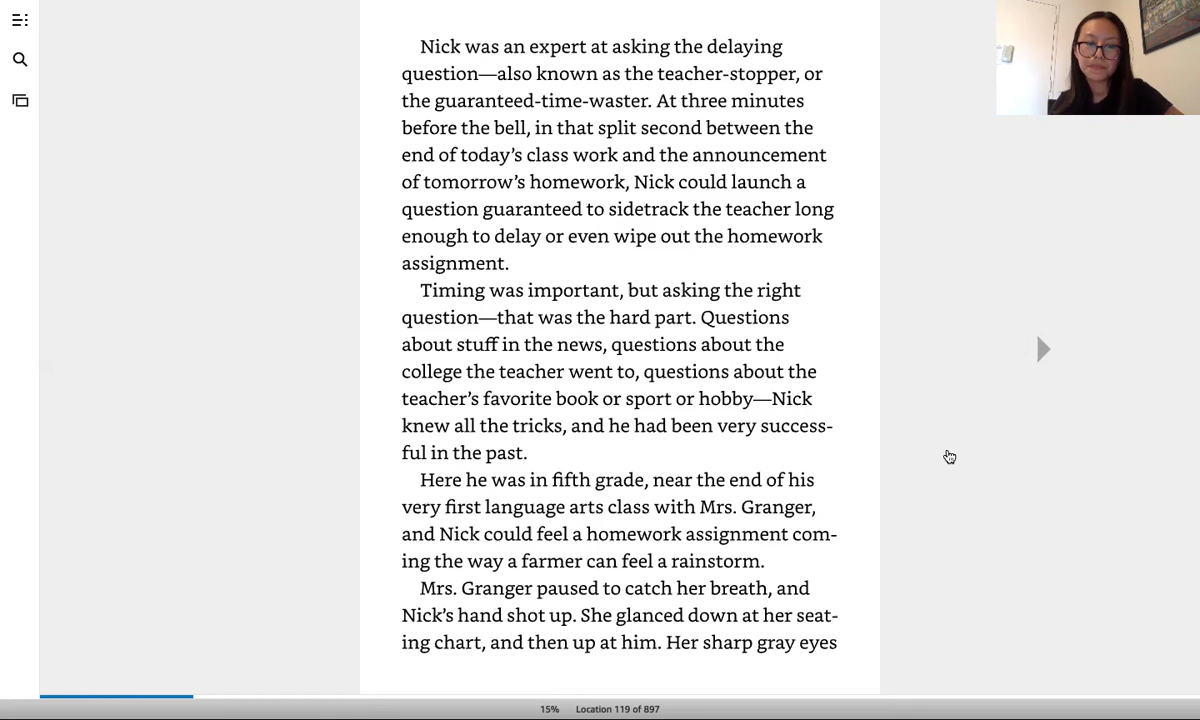 Nick was an expert at asking the delaying
question—also known as the teacher-stopper, or
the guaranteed-time-waster. At three minutes
before the bell, in that split second between the
end of today’s class work and the announcement
of tomorrow’s homework, Nick could launch a
question guaranteed to sidetrack the teacher long
enough to delay or even wipe out the homework
assignment.
Timing was important, but asking the right
question—that was the hard part. Questions
about stuff in the news, questions about the
college the teacher went to, questions about the
teacher’s favorite book or sport or hobby—Nick
knew all the tricks, and he had been very success-
ful in the past.
Here he was in fifth grade, near the end of his
very first language arts class with Mrs. Granger,
and Nick could feel a homework assignment com-
ing the way a farmer can feel a rainstorm.
Mrs. Granger paused to catch her breath, and
Nick’s hand shot up. She glanced down at her seat-
ing chart, and then up at him. Her sharp gray eyes
15% Location 119 of 897